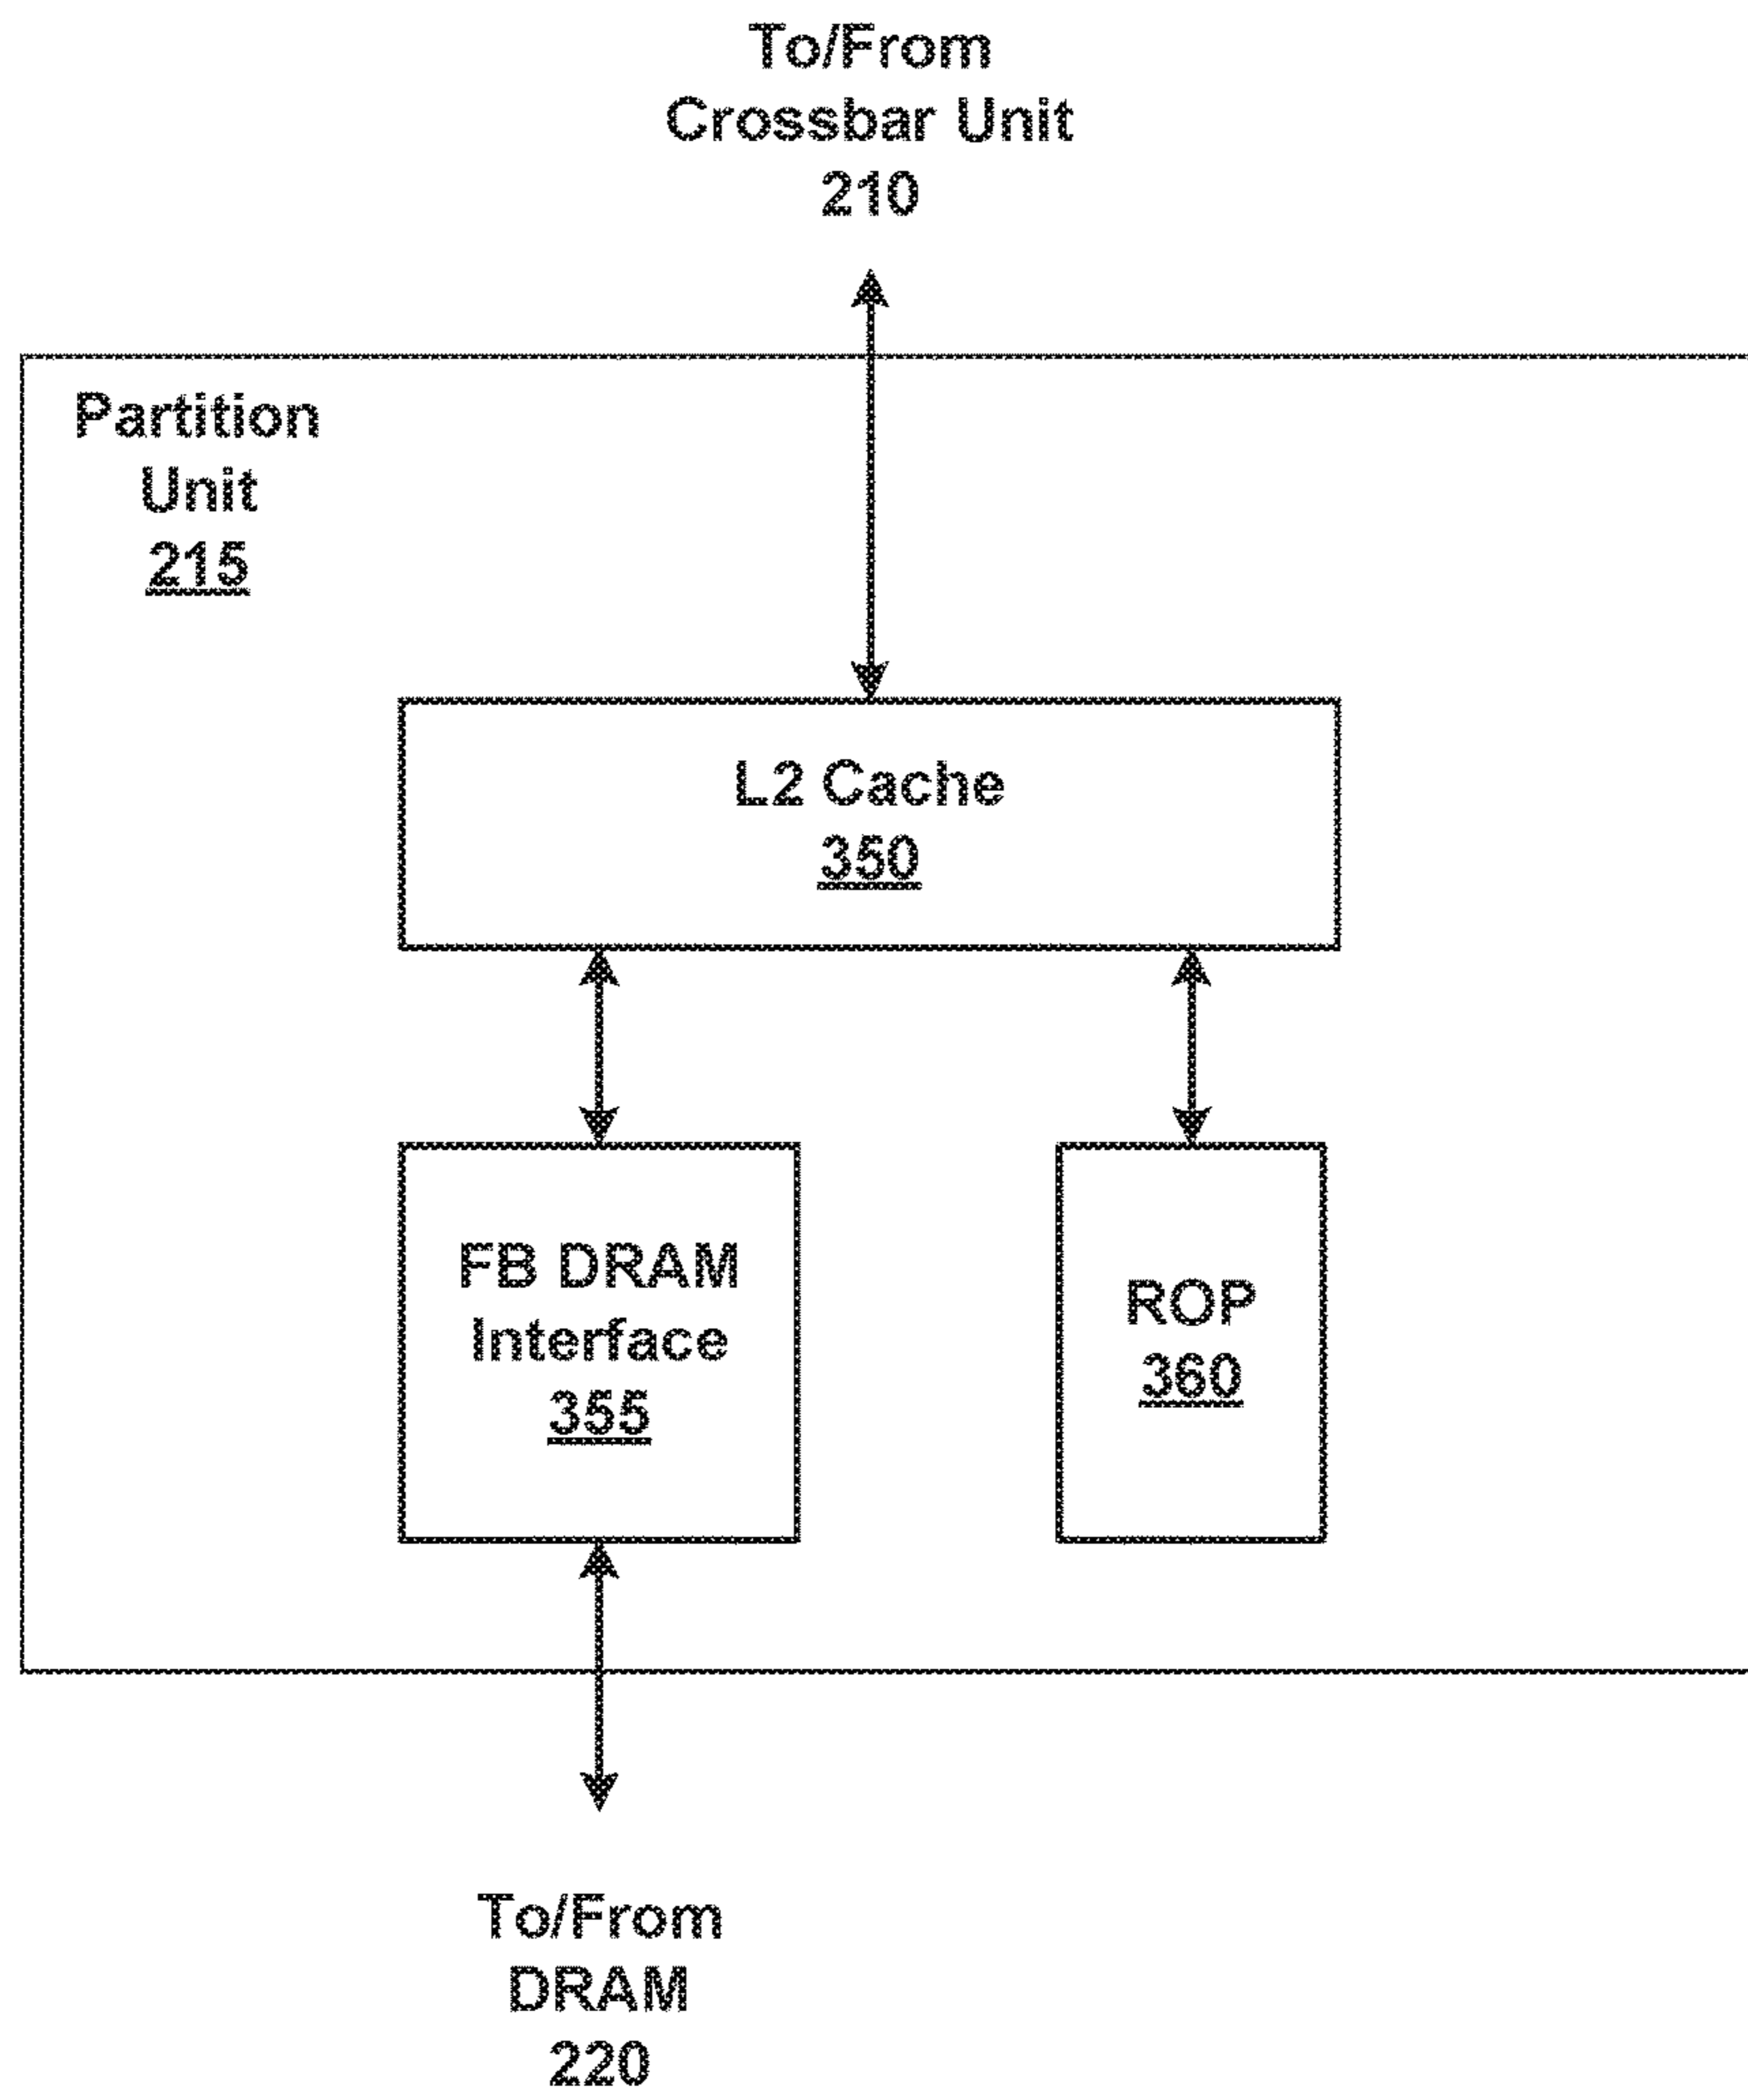 To/From
Crossbar Unit
210
Partition
Unit
215
L2 Cache
350
FB DRAM
Interface
355
ROP
360
To/From
DRAM
220